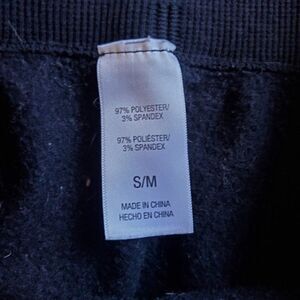 97% POLYESTER/
3% SPANDEX
97% POLIÉSTER/
3% SPANDEX
S/M
MADE IN CHINA
HECHO EN CHINA